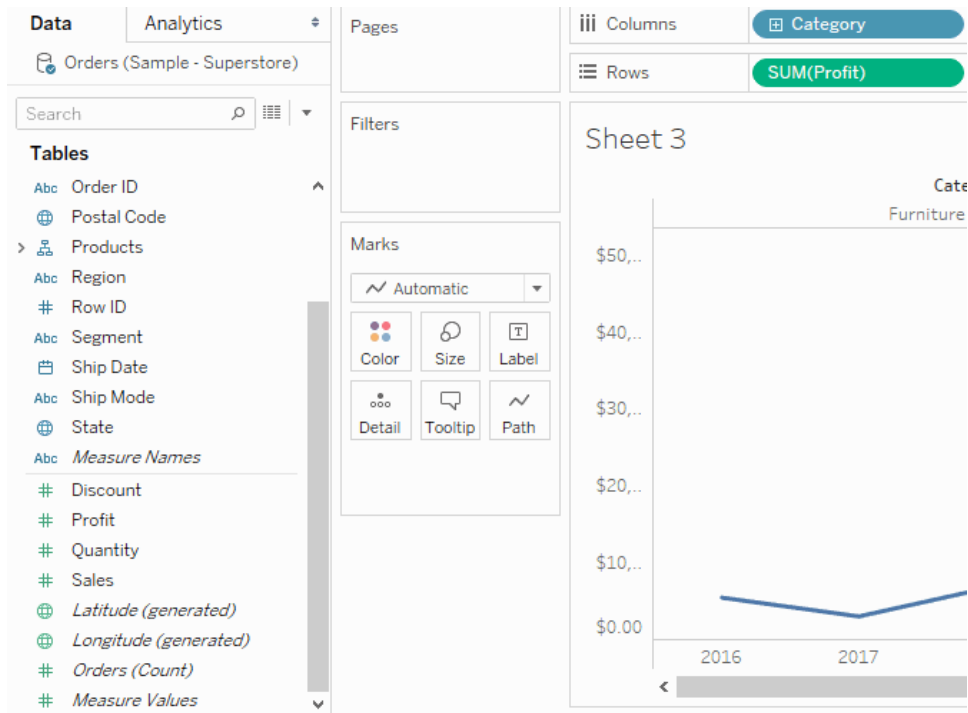 Data
Analytics
Orders (Sample - Superstore)
Search
Tables
Abc Order ID
Postal Code
Products
Abc Region
# Row ID
Abc Segment
Ship Date
Abc Ship Mode
State
Abc Measure Names
# Discount
# Profit
# Quantity
# Sales
Latitude (generated)
Longitude (generated)
# Orders (Count)
# Measure Values
Pages
Filters
Marks
Automatic
Color Size Label
Detail Tooltip Path
Columns Category
Rows SUM(Profit)
Sheet 3
Cate
Furniture
$50,..
$40,..
$30,..
$20,..
$10,..
$0.00
2016 2017